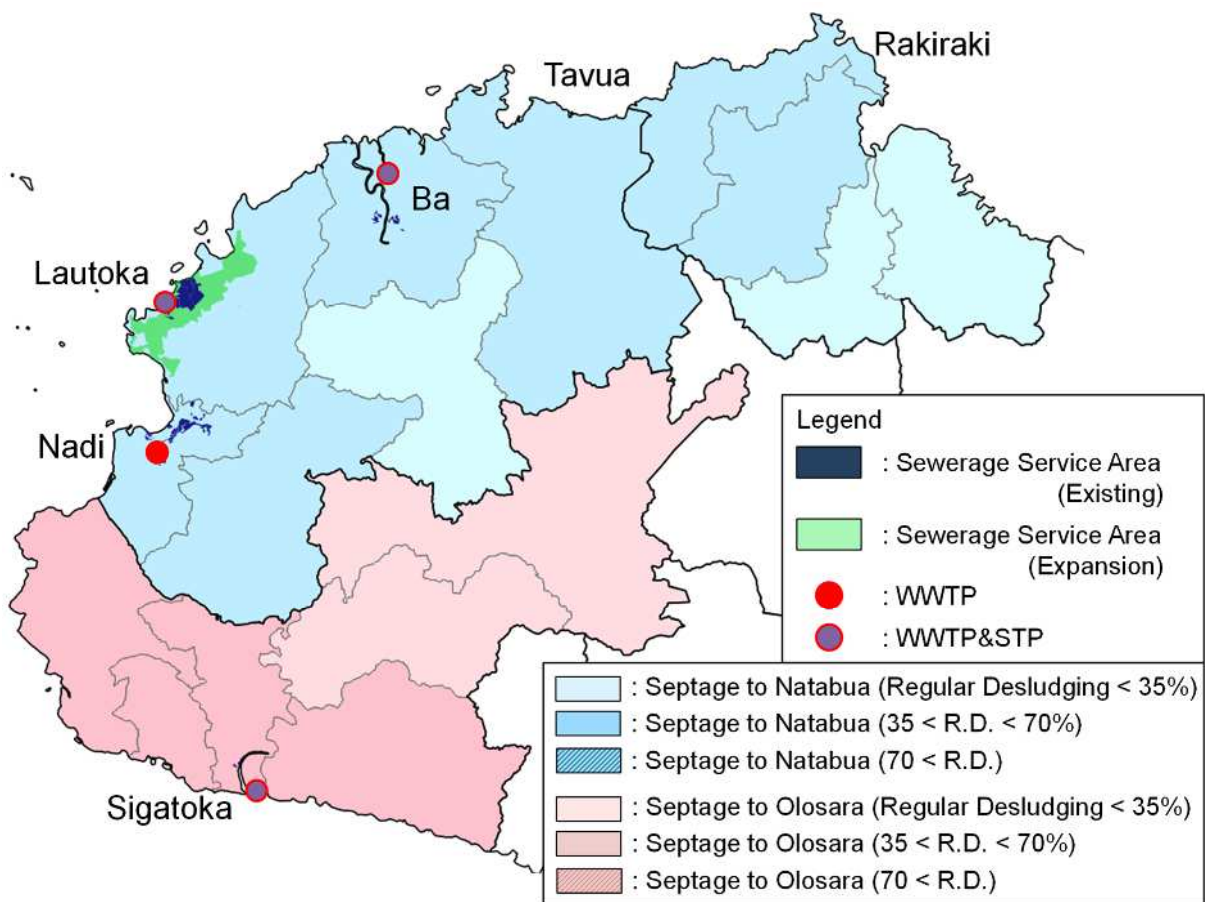 Rakiraki
Tavua
Ba
Lautoka
Nadi
Sigatoka
Legend
: Sewerage Service Area
(Existing)
: Sewerage Service Area
(Expansion)
: WWTP
: WWTP&STP
: Septage to Natabua (Regular Desludging < 35%)
: Septage to Natabua (35 < R.D. < 70%)
: Septage to Natabua (70 < R.D.)
: Septage to Olosara (Regular Desludging < 35%)
: Septage to Olosara (35 < R.D. < 70%)
: Septage to Olosara (70 < R.D.)